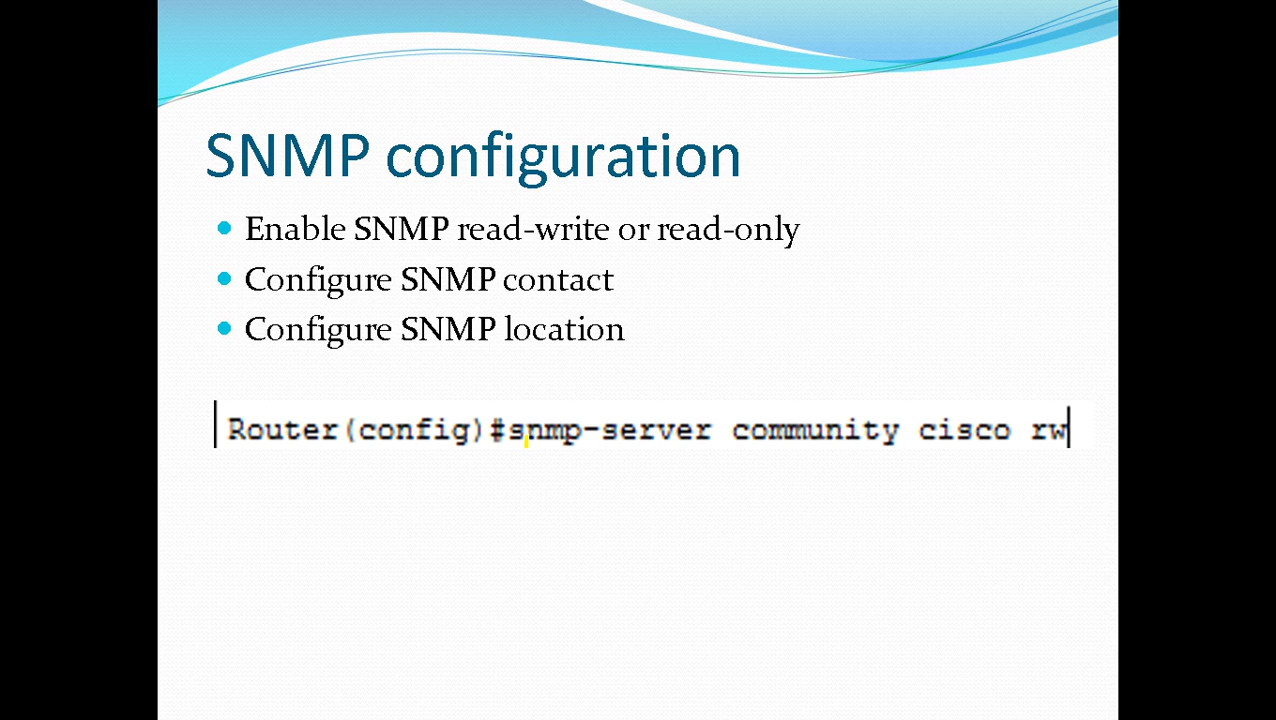 SNMP configuration
Enable SNMP read-write or read-only
Configure SNMP contact
Configure SNMP location
Router(config)#snmp-server community cisco rw